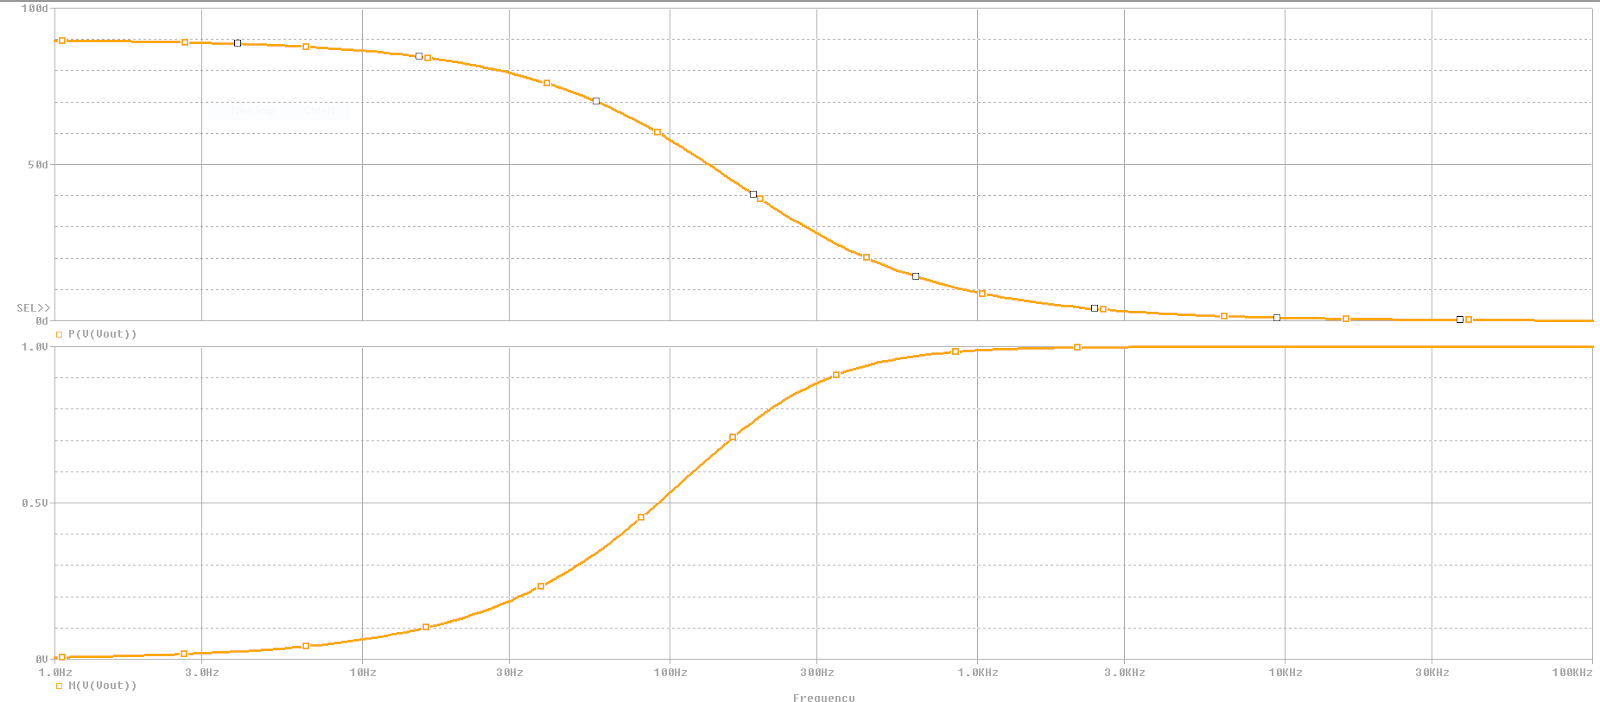 100d
50d
SEL>>
0d
P(V(Vout))
1.0V
0.5V
0V
1.0Hz 3.0Hz 10Hz 30Hz 100Hz 300Hz 1.0KHz 3.0KHz 10KHz 30KHz 100KHz
M(V(Vout))
Frequency